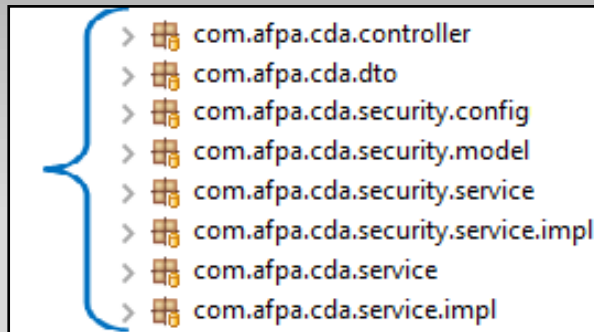 com.afpa.cda.controller
com.afpa.cda.dto
com.afpa.cda.security.config
com.afpa.cda.security.model
com.afpa.cda.security.service
com.afpa.cda.security.service.impl
com.afpa.cda.service
com.afpa.cda.service.impl